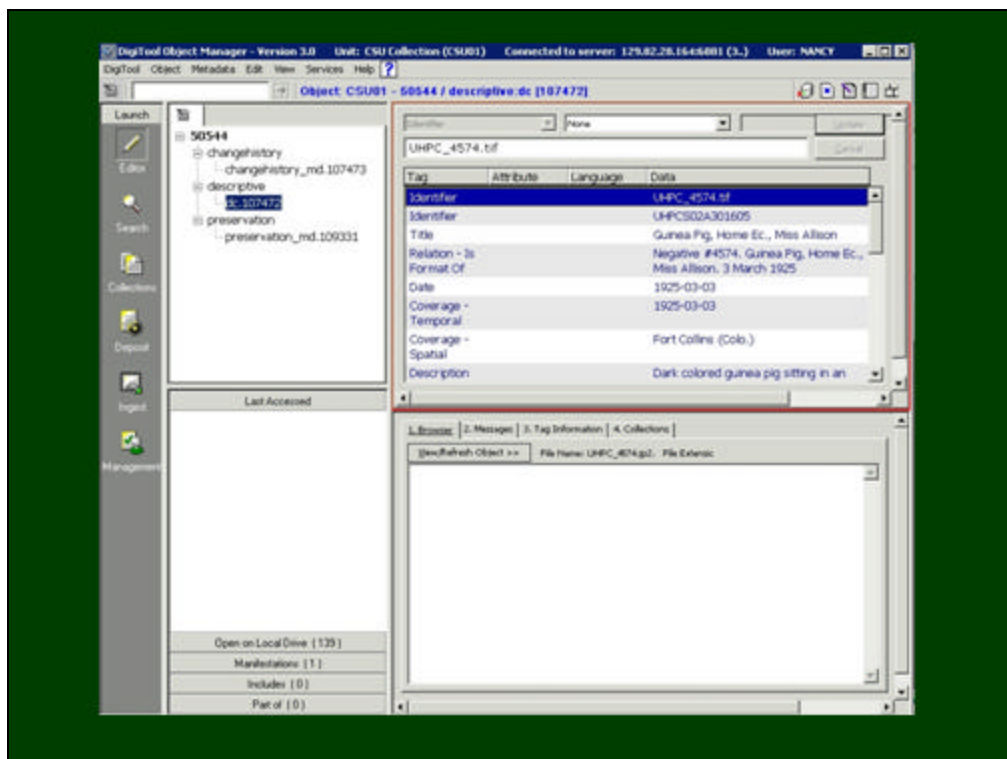 DigiTool Object Manager - Version 3.0 Unit: CSU Collection (CSU01) Connected to server: 129.82.28.164:6881 (3..) User: NANCY
DigiTool Object Metadata Edit View Services Help ?
Object: CSU01 - 50544 / descriptive:dc [107472]
Launch
Editor
Search
Collections
Deposit
Ingest
Management
50544
changehistory
changehistory_md.107473
descriptive
dc.107472
preservation
preservation_md.109331
Last Accessed
Open on Local Drive (139)
Manifestations (1)
Includes (0)
Part of (0)
Identifier None Update
UHPC_4574.tif Cancel
Tag Attribute Language Data
Identifier UHPC_4574.tif
Identifier UHPCS02A301605
Title Guinea Pig, Home Ec., Miss Allison
Relation - Is Negative #4574. Guinea Pig, Home Ec.,
Format Of Miss Allison. 3 March 1925
Date 1925-03-03
Coverage - 1925-03-03
Temporal
Coverage - Fort Collins (Colo.)
Spatial
Description Dark colored guinea pig sitting in an
1. Browser 2. Messages 3. Tag Information 4. Collections
View/Refresh Object >> File Name: UHPC_4574.jp2. File Extensic